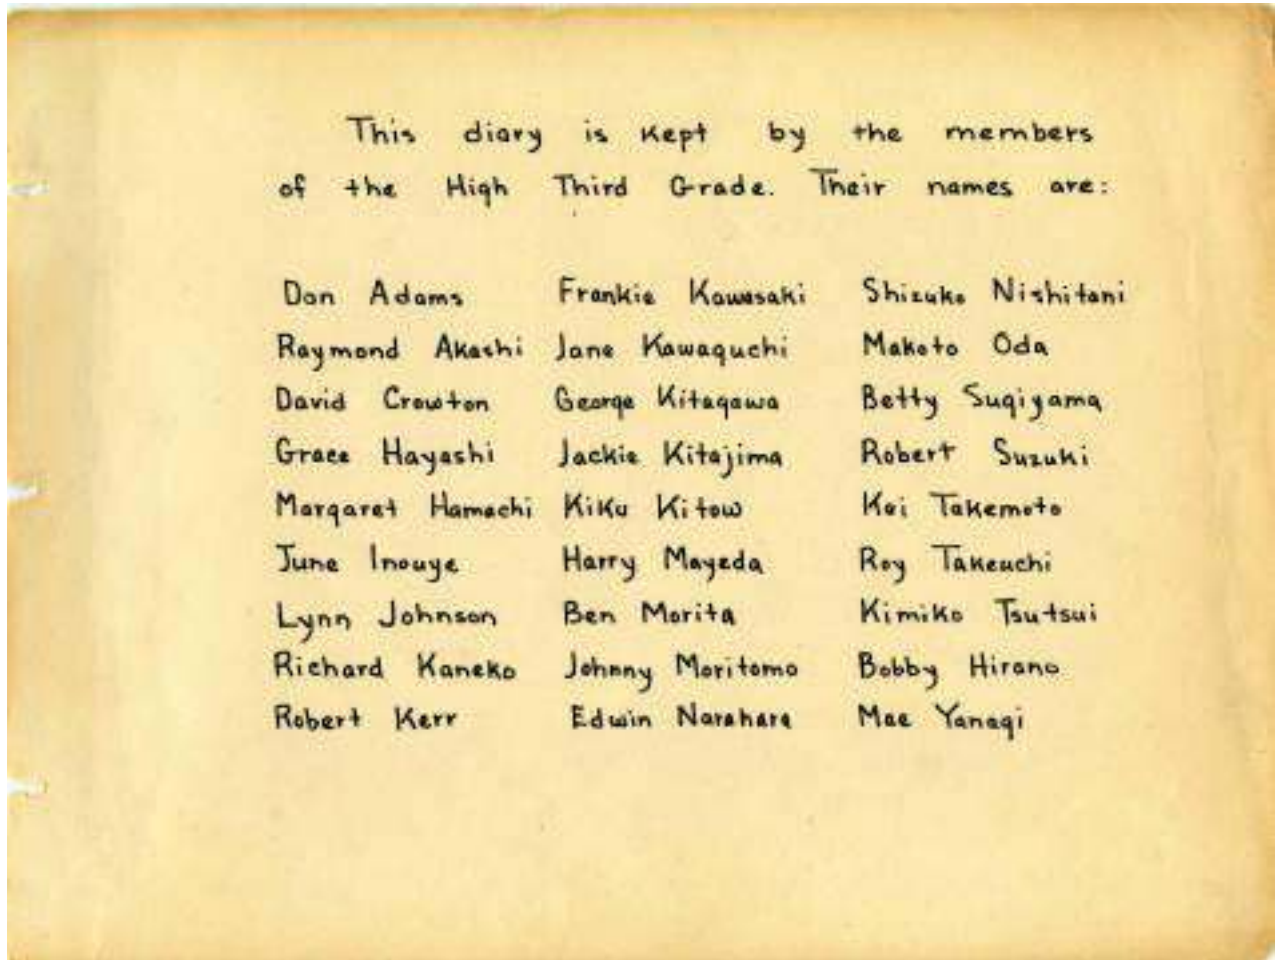 This diary is kept by the members
of the High Third Grade. Their names are:
Don Adams Frankie Kawasaki Shizuko Nishitani
Raymond Akashi Jane Kawaguchi Makoto Oda
David Crowton George Kitagawa Betty Sugiyama
Grace Hayashi Jackie Kitajima Robert Suzuki
Margaret Hamachi Kiku Kitow Kei Takemoto
June Inouye Harry Mayeda Roy Takeuchi
Lynn Johnson Ben Morita Kimiko Tsutsui
Richard Kaneko Johnny Moritomo Bobby Hirano
Robert Kerr Edwin Narahara Mae Yanagi